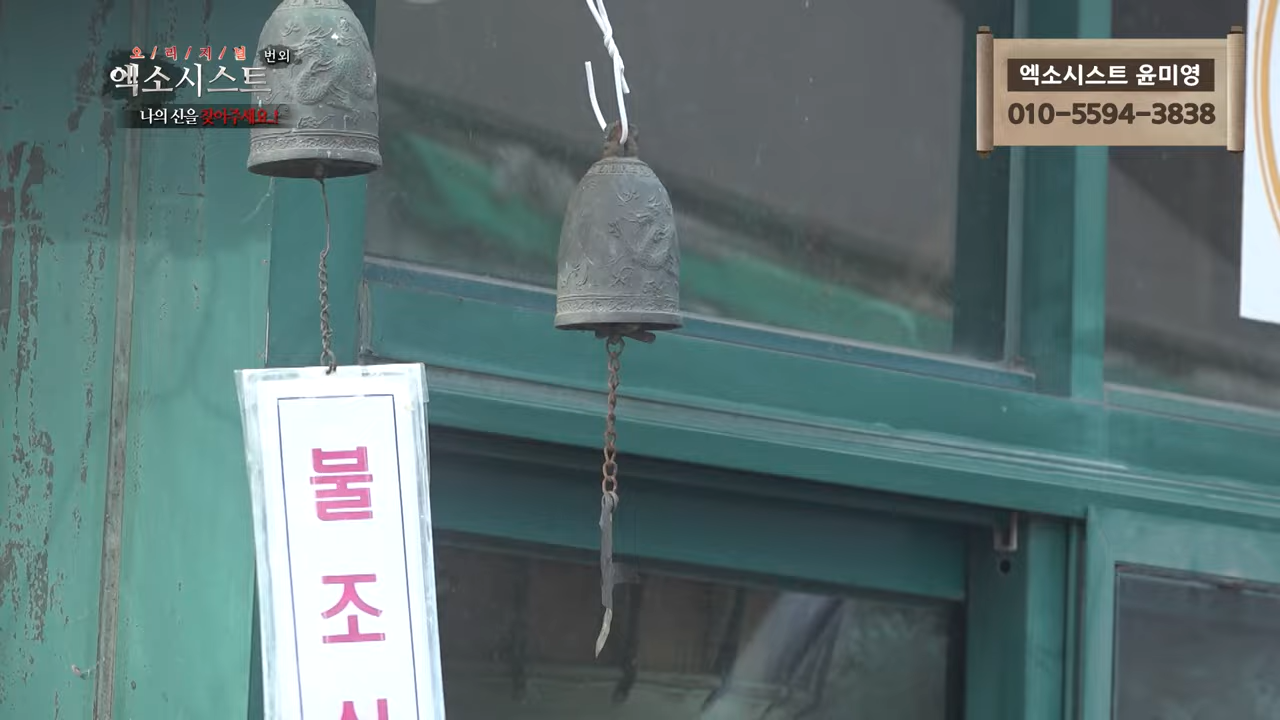 오/리/지/널 번외
엑소시스트
나의 신을 찾아주세요!
엑소시스트 윤미영
010-5594-3838
불
조